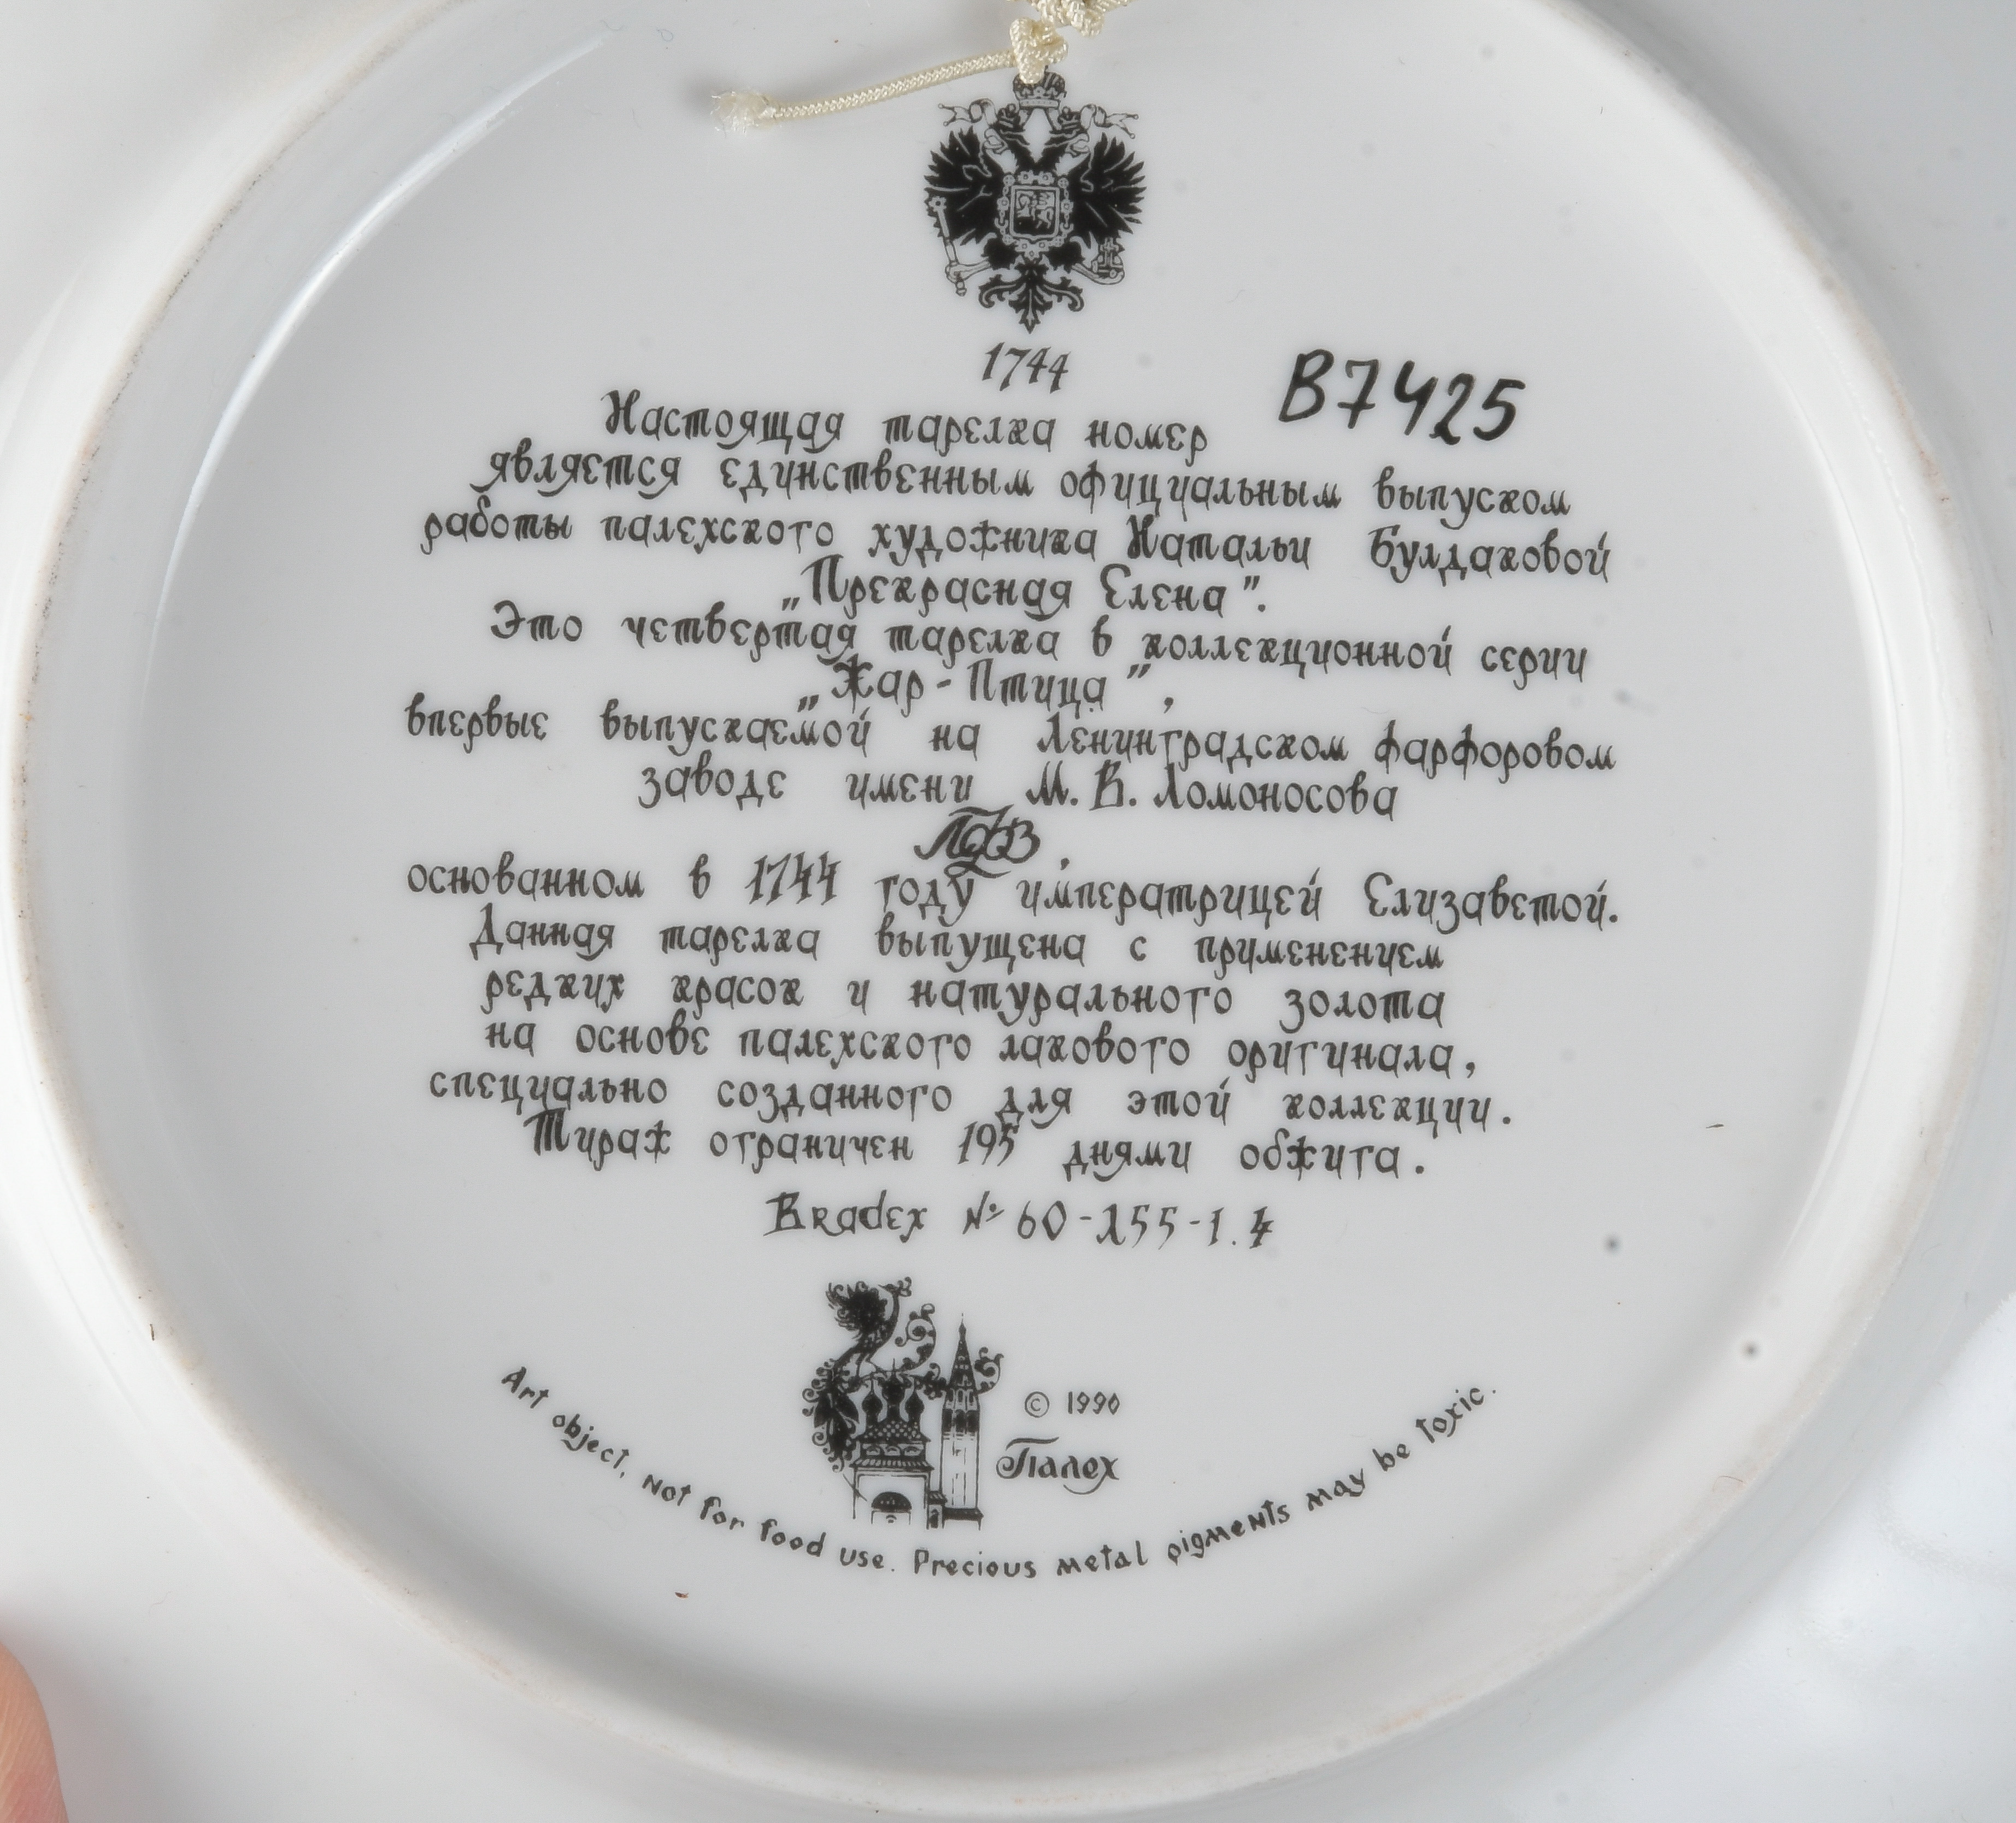 1744
Настоящая тарелка номер В7425
является единственным официальным выпуском
работы палехского художника Натальи Булдаковой
„Прекрасная Елена”.
Это четвертая тарелка в коллекционной серии
„Жар-Птица”,
впервые выпускаемой на Ленинградском фарфоровом
заводе имени М. В. Ломоносова
ЛФЗ,
основанном в 1744 году императрицей Елизаветой.
Данная тарелка выпущена с применением
редких красок и натурального золота
на основе палехского лакового оригинала,
специально созданного для этой коллекции.
Тираж ограничен 195 днями обжига.
Bradex № 60-155-1.4
© 1990
Палех
Art object, not for food use. Precious metal pigments may be toxic.